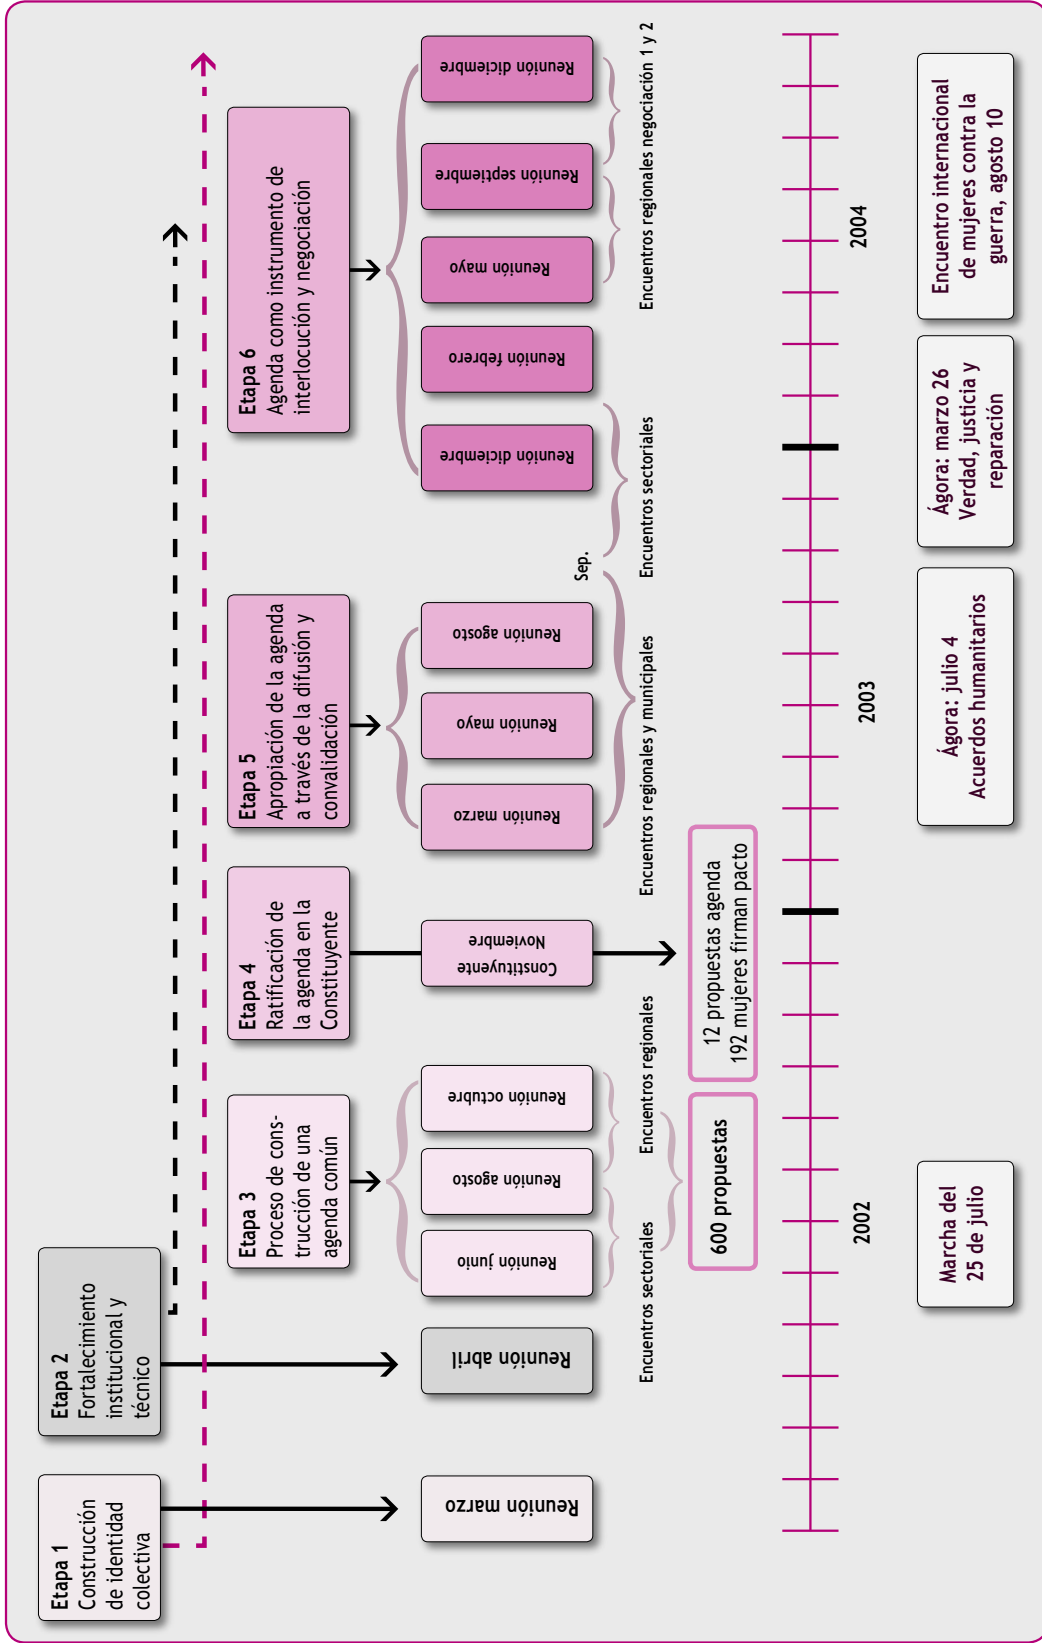 Etapa 1
Construcción
de identidad
colectiva
Etapa 2
Fortalecimiento
institucional y
técnico
Etapa 3
Proceso de cons-
trucción de una
agenda común
Etapa 4
Ratificación de
la agenda en la
Constituyente
Etapa 5
Apropiación de la agenda
a través de la difusión y
convalidación
Etapa 6
Agenda como instrumento de
interlocución y negociación
Reunión marzo
Reunión abril
Reunión junio
Reunión agosto
Reunión octubre
Constituyente
Noviembre
Reunión marzo
Reunión mayo
Reunión agosto
Sep.
Reunión diciembre
Reunión febrero
Reunión mayo
Reunión septiembre
Reunión diciembre
Encuentros sectoriales
Encuentros regionales
Encuentros regionales y municipales
Encuentros sectoriales
Encuentros regionales negociación 1 y 2
600 propuestas
12 propuestas agenda
192 mujeres firman pacto
2002
2003
2004
Marcha del
25 de julio
Ágora: julio 4
Acuerdos humanitarios
Ágora: marzo 26
Verdad, justicia y
reparación
Encuentro internacional
de mujeres contra la
guerra, agosto 10